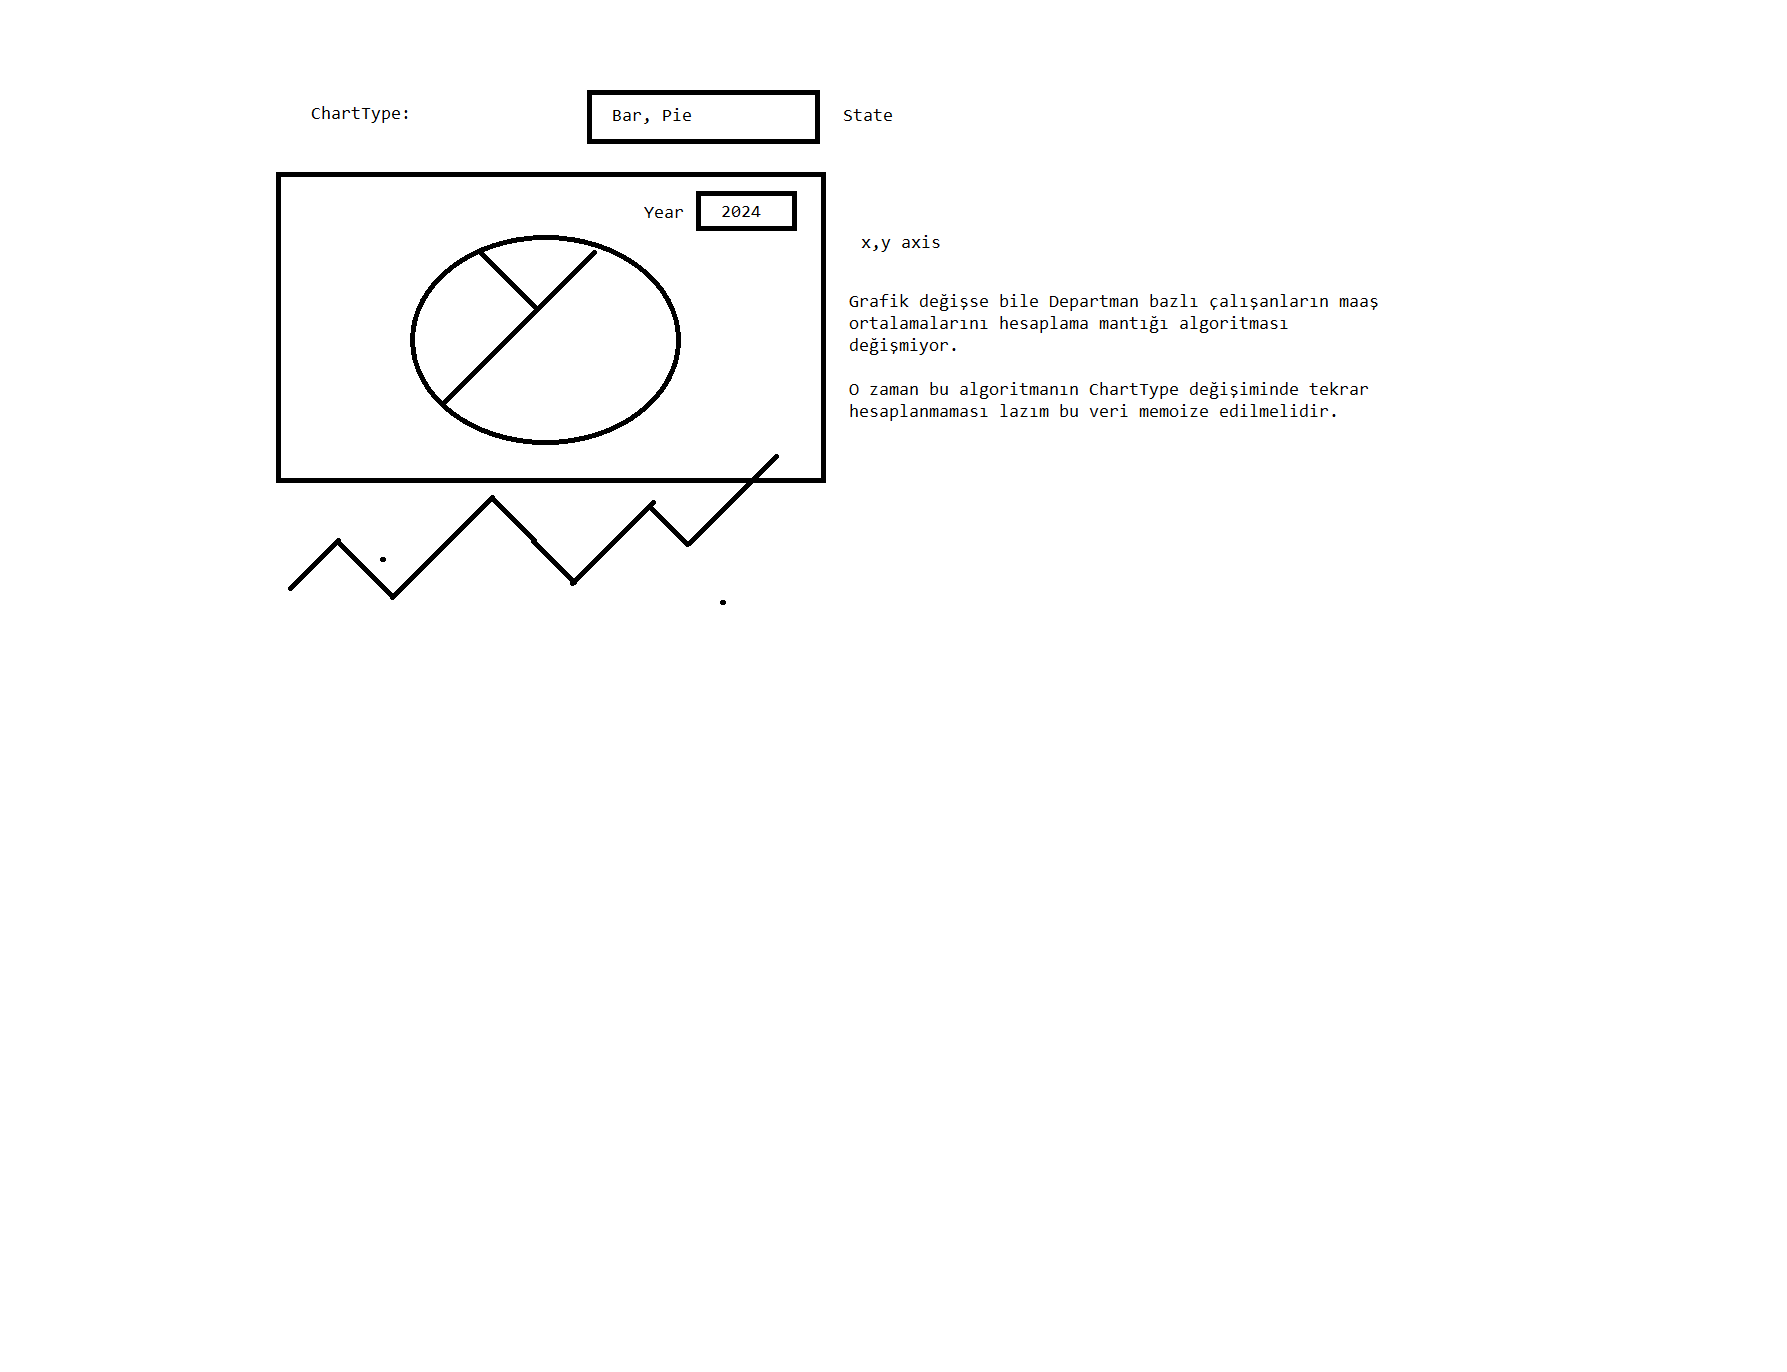 ChartType:
Bar, Pie
State
Year
2024
x,y axis
Grafik değişse bile Departman bazlı çalışanların maaş
ortalamalarını hesaplama mantığı algoritması
değişmiyor.
O zaman bu algoritmanın ChartType değişiminde tekrar
hesaplanmaması lazım bu veri memoize edilmelidir.